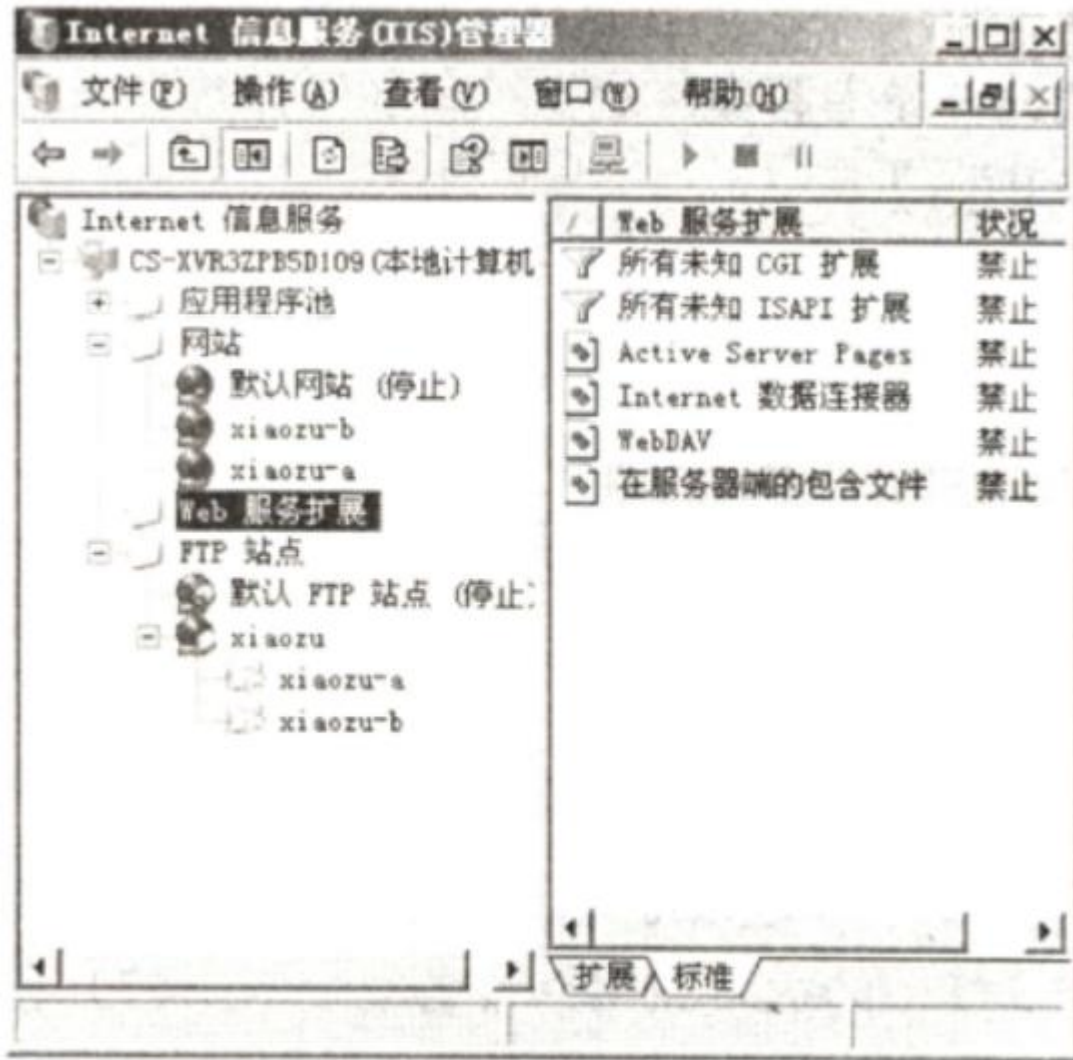 Internet 信息服务(IIS)管理器
文件(F) 操作(A) 查看(V) 窗口(W) 帮助(H)
Internet 信息服务
CS-XVR3ZPB5D109(本地计算机
应用程序池
网站
默认网站 (停止)
xiaozu-b
xiaozu-a
Web 服务扩展
FTP 站点
默认 FTP 站点 (停止)
xiaozu
xiaozu-a
xiaozu-b
Web 服务扩展 状况
所有未知 CGI 扩展 禁止
所有未知 ISAPI 扩展 禁止
Active Server Pages 禁止
Internet 数据连接器 禁止
WebDAV 禁止
在服务器端的包含文件 禁止
扩展 标准